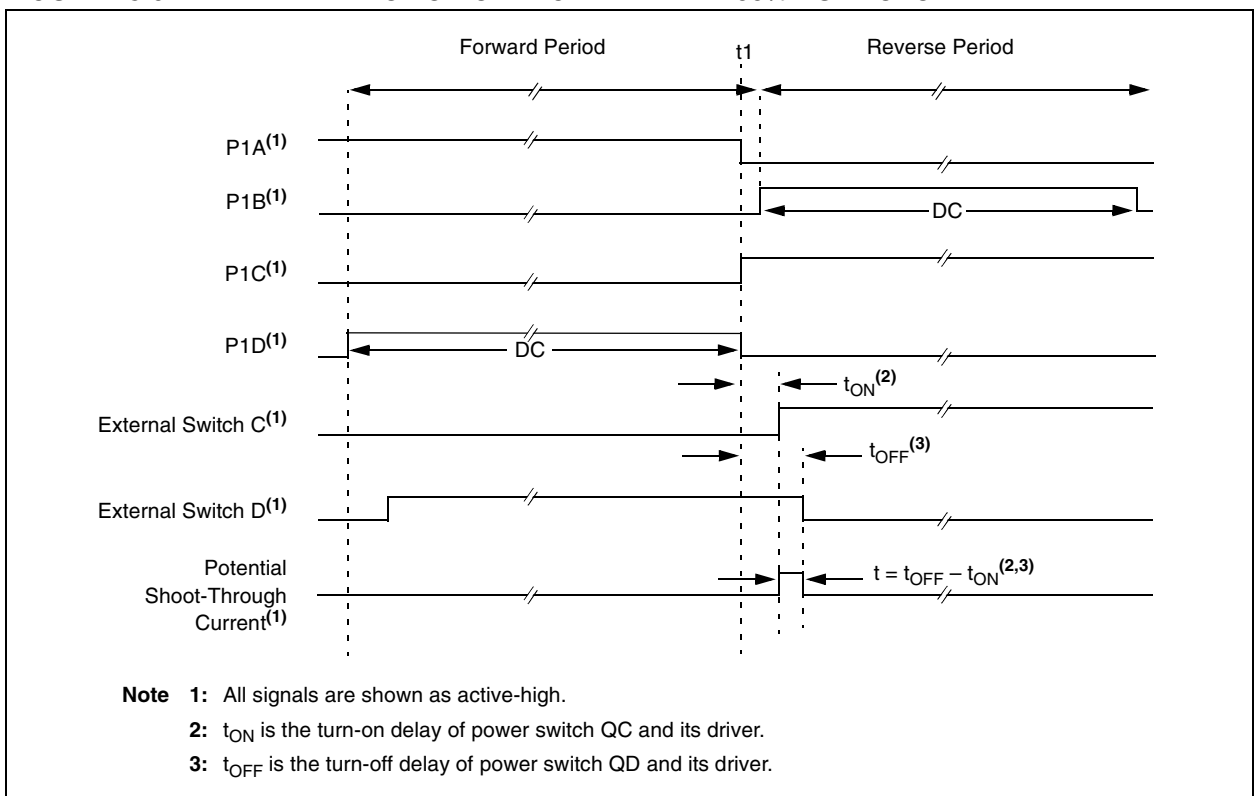 Forward Period
t1
Reverse Period
P1A(1)
P1B(1)
DC
P1C(1)
P1D(1)
DC
tON(2)
External Switch C(1)
tOFF(3)
External Switch D(1)
Potential
Shoot-Through
Current(1)
t = tOFF – tON(2,3)
Note 1: All signals are shown as active-high.
2: tON is the turn-on delay of power switch QC and its driver.
3: tOFF is the turn-off delay of power switch QD and its driver.